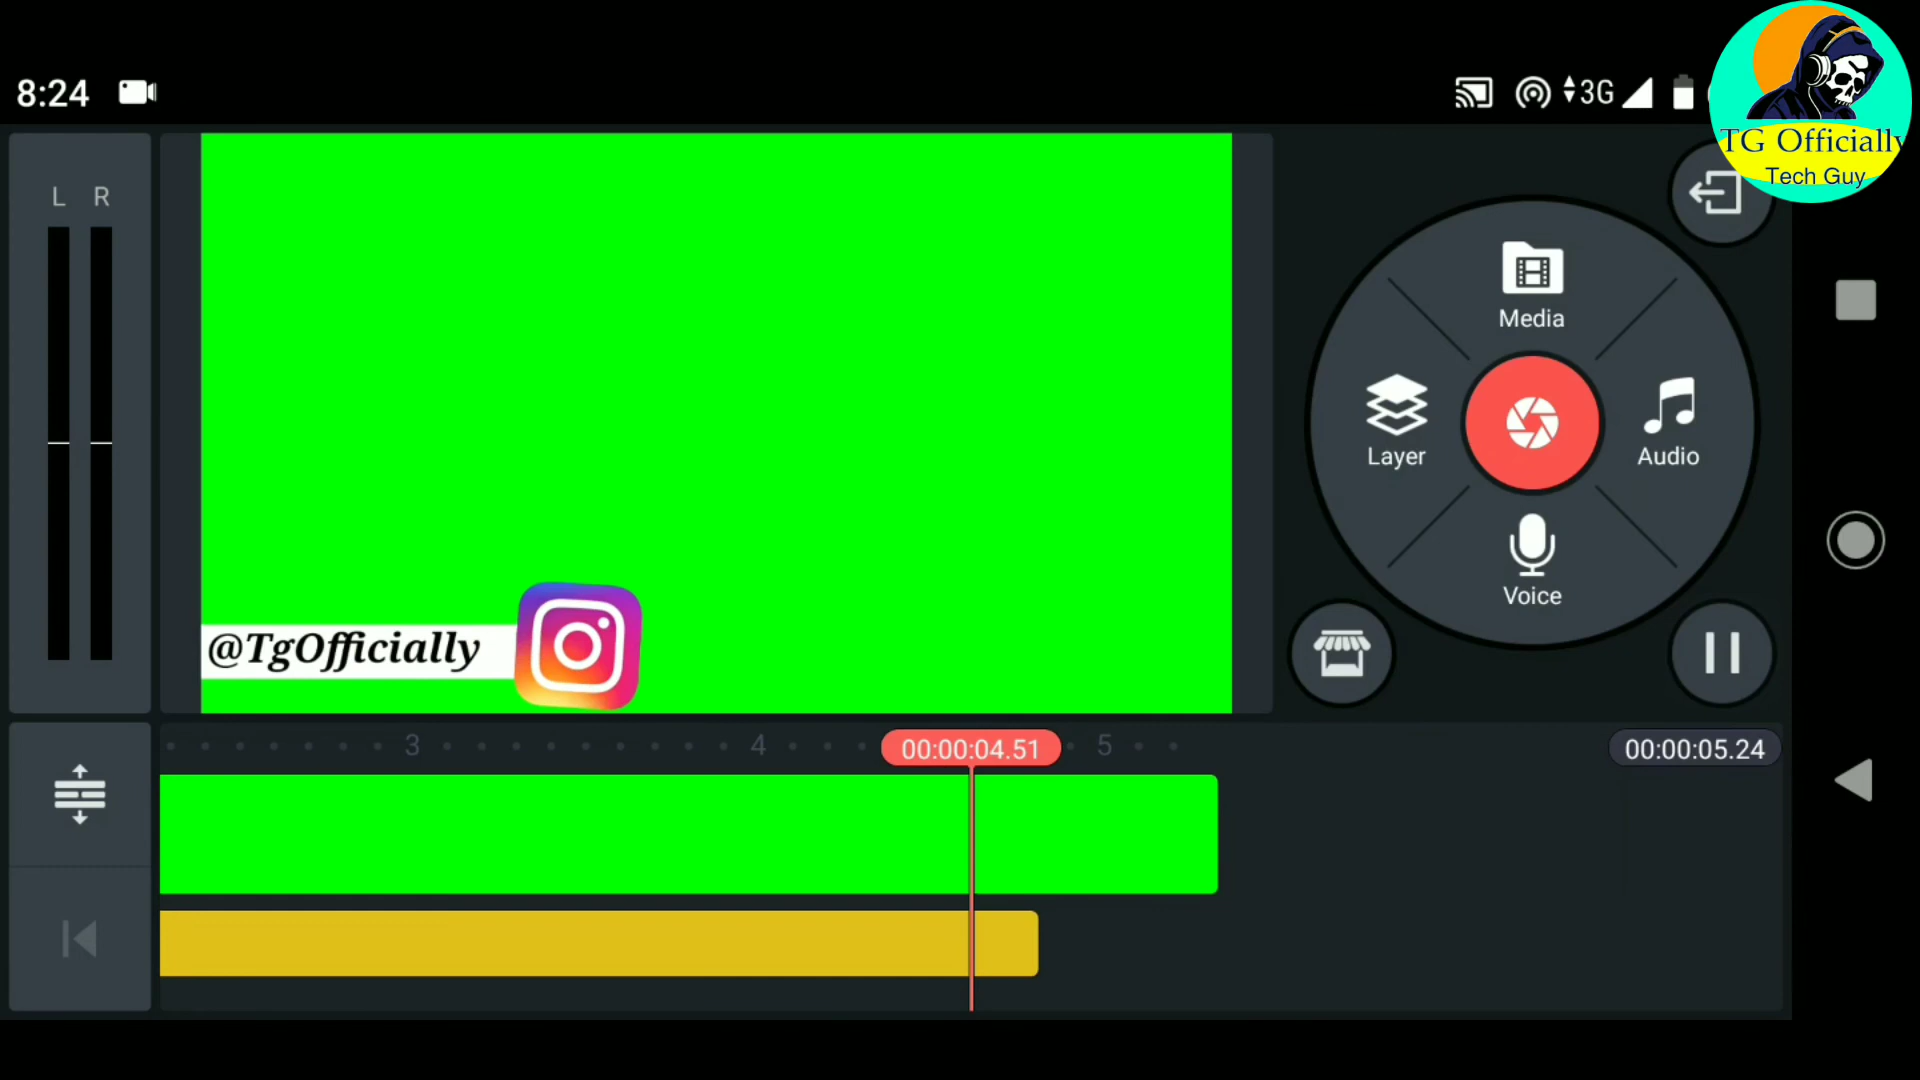 8:24
3G
TG Officially
Tech Guy
L R
Media
Layer
Audio
Voice
@TgOfficially
3
4
00:00:04.51
5
00:00:05.24